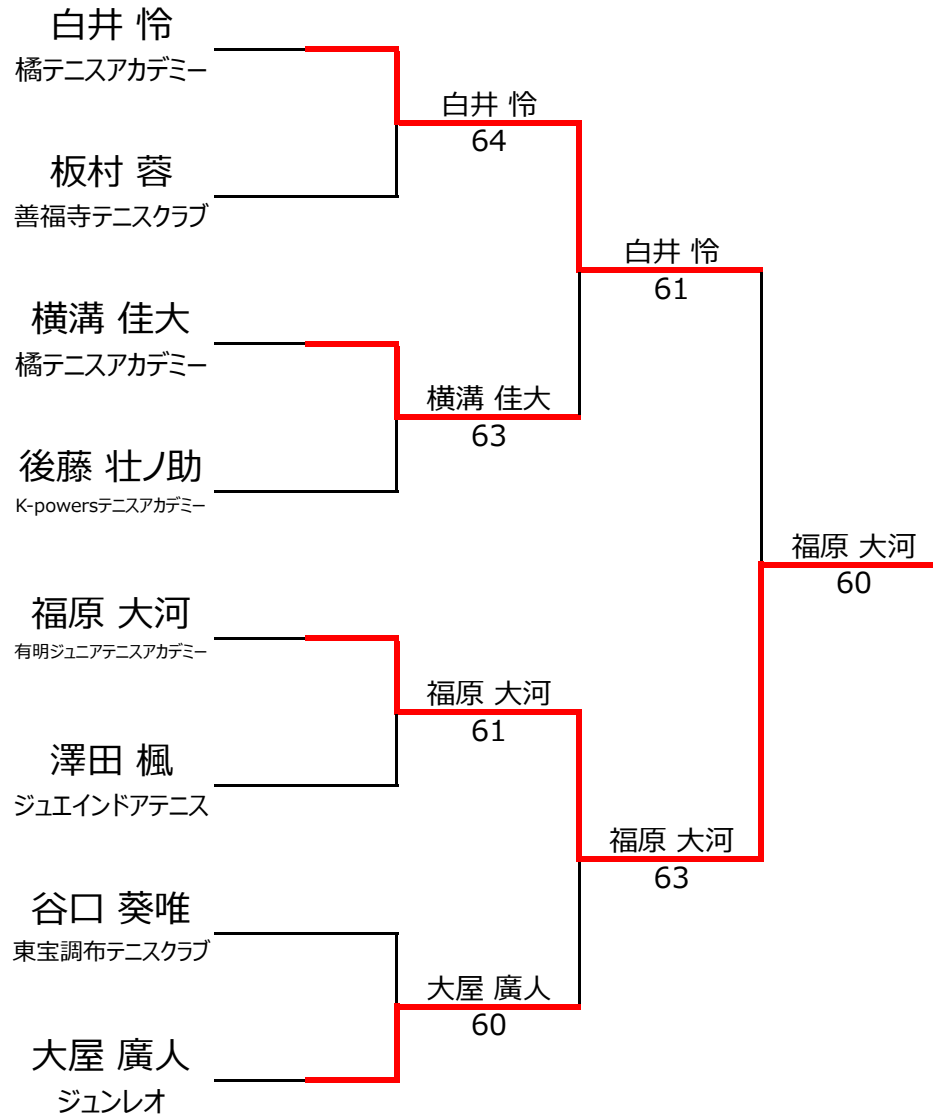 白井 怜
橘テニスアカデミー
板村 蓉
善福寺テニスクラブ
横溝 佳大
橘テニスアカデミー
後藤 壮ノ助
K-powersテニスアカデミー
福原 大河
有明ジュニアテニスアカデミー
澤田 楓
ジュエインドアテニス
谷口 葵唯
東宝調布テニスクラブ
大屋 廣人
ジュンレオ
白井 怜
64
横溝 佳大
63
福原 大河
61
大屋 廣人
60
白井 怜
61
福原 大河
63
福原 大河
60